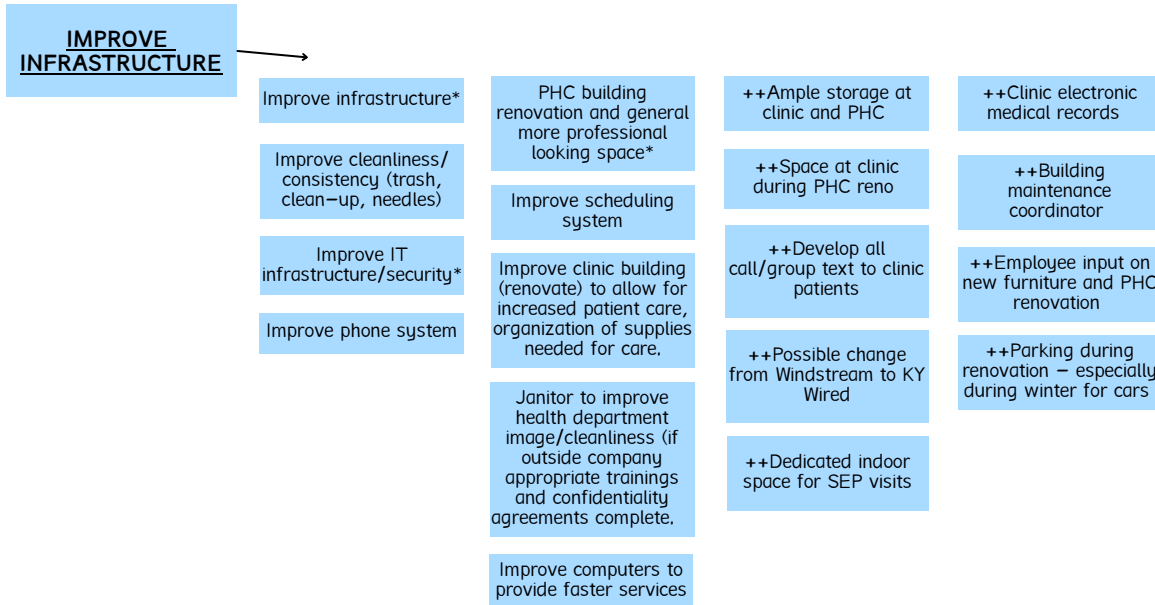 IMPROVE
INFRASTRUCTURE
Improve infrastructure*
Improve cleanliness/
consistency (trash,
clean-up, needles)
Improve IT
infrastructure/security*
Improve phone system
PHC building
renovation and general
more professional
looking space*
Improve scheduling
system
Improve clinic building
(renovate) to allow for
increased patient care,
organization of supplies
needed for care.
Janitor to improve
health department
image/cleanliness (if
outside company
appropriate trainings
and confidentiality
agreements complete.
Improve computers to
provide faster services
++Ample storage at
clinic and PHC
++Space at clinic
during PHC reno
++Develop all
call/group text to clinic
patients
++Possible change
from Windstream to KY
Wired
++Dedicated indoor
space for SEP visits
++Clinic electronic
medical records
++Building
maintenance
coordinator
++Employee input on
new furniture and PHC
renovation
++Parking during
renovation – especially
during winter for cars